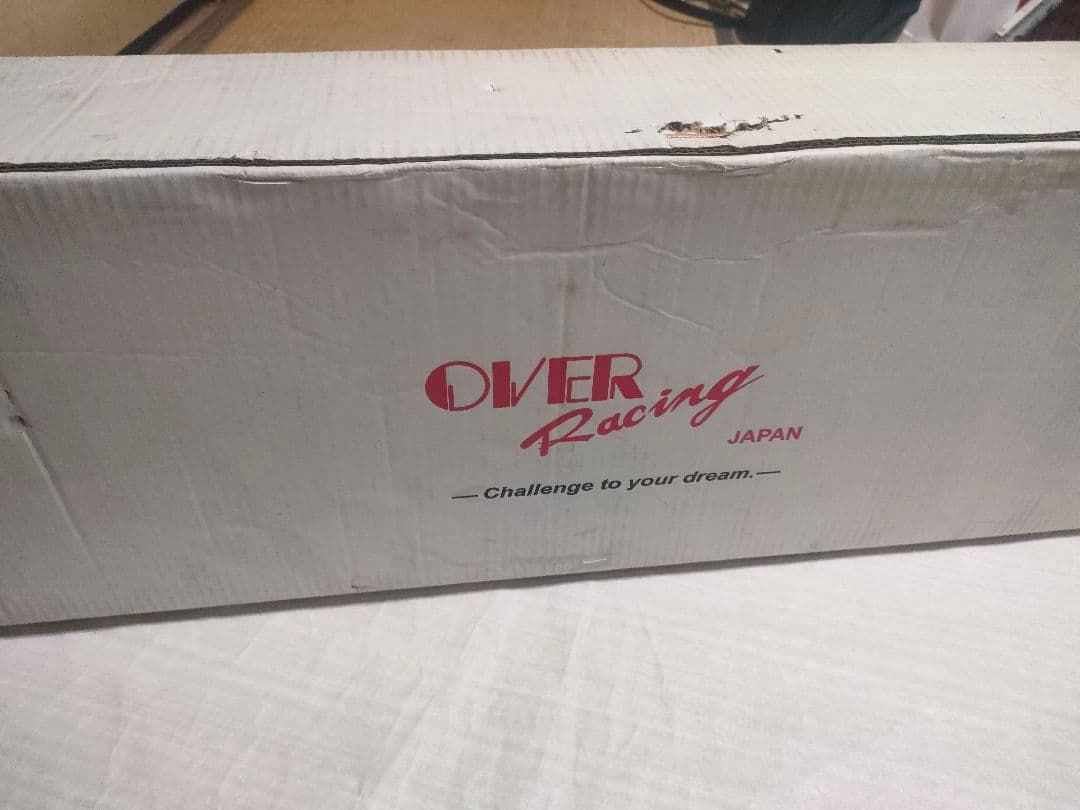 OVER
Racing
JAPAN
— Challenge to your dream. —